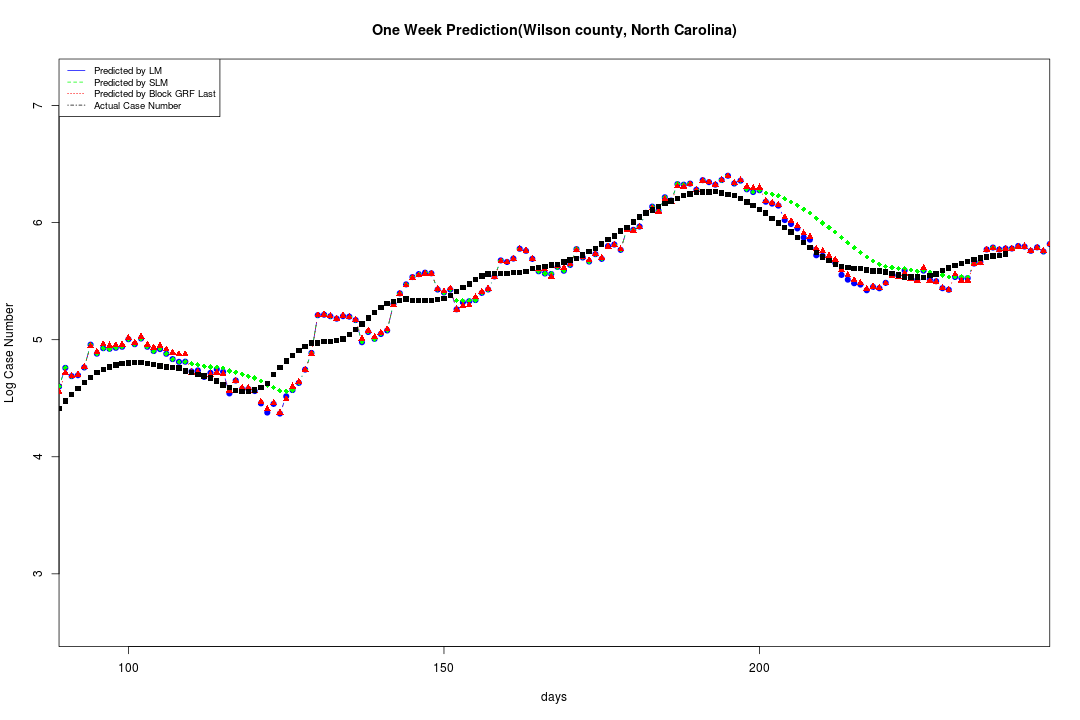 One Week Prediction(Wilson county, North Carolina)
Predicted by LM
Predicted by SLM
Predicted by Block GRF Last
Actual Case Number
7
6
5
4
3
Log Case Number
100 150 200
days